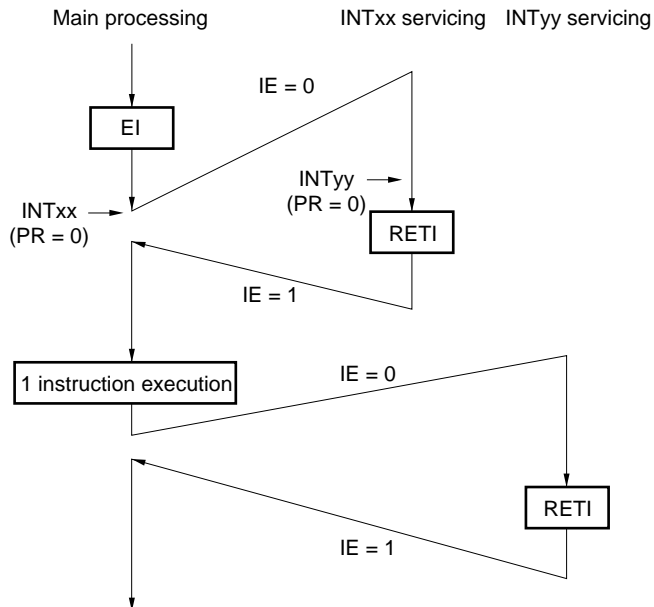 Main processing
INTxx servicing
INTyy servicing
IE = 0
EI
INTyy
(PR = 0)
INTxx
(PR = 0)
RETI
IE = 1
1 instruction execution
IE = 0
RETI
IE = 1